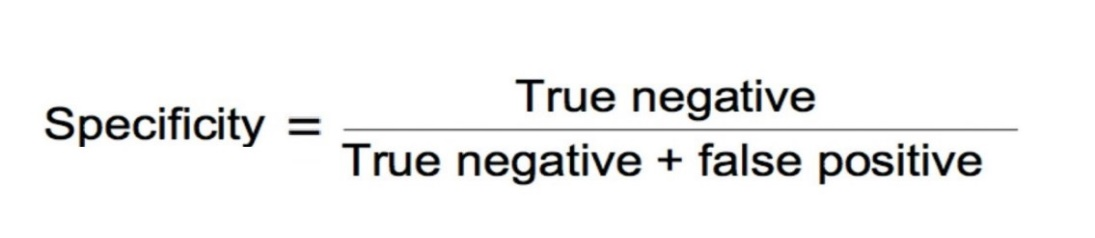 True negative
Specificity =
True negative + false positive